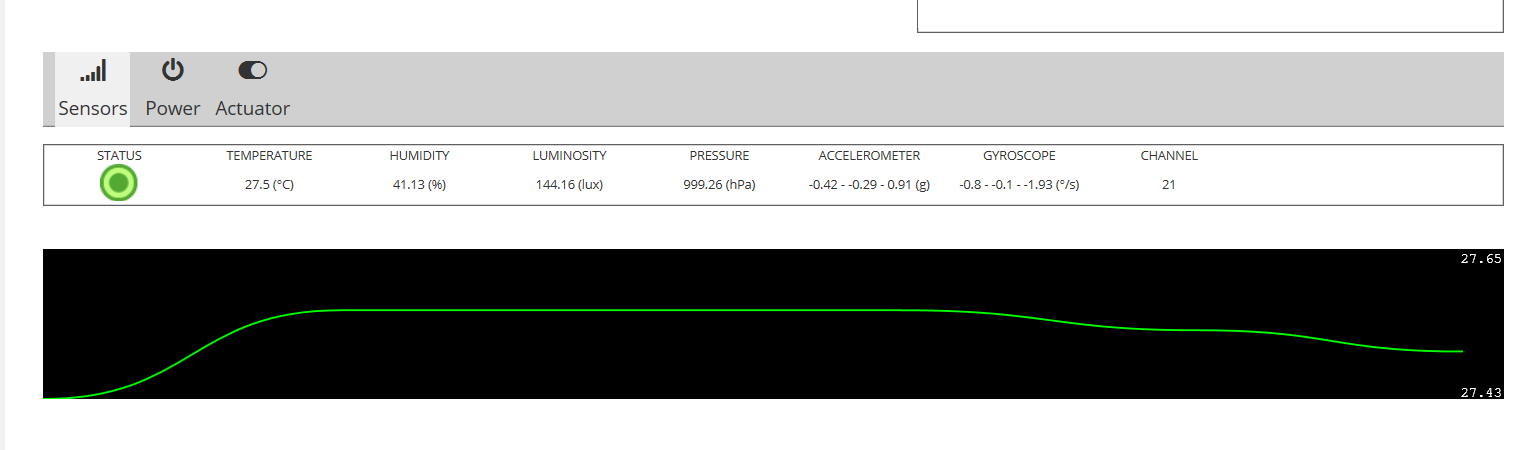 Sensors Power Actuator
STATUS TEMPERATURE HUMIDITY LUMINOSITY PRESSURE ACCELEROMETER GYROSCOPE CHANNEL
27.5 (°C) 41.13 (%) 144.16 (lux) 999.26 (hPa) -0.42 - -0.29 - 0.91 (g) -0.8 - -0.1 - -1.93 (°/s) 21
27.65
27.43